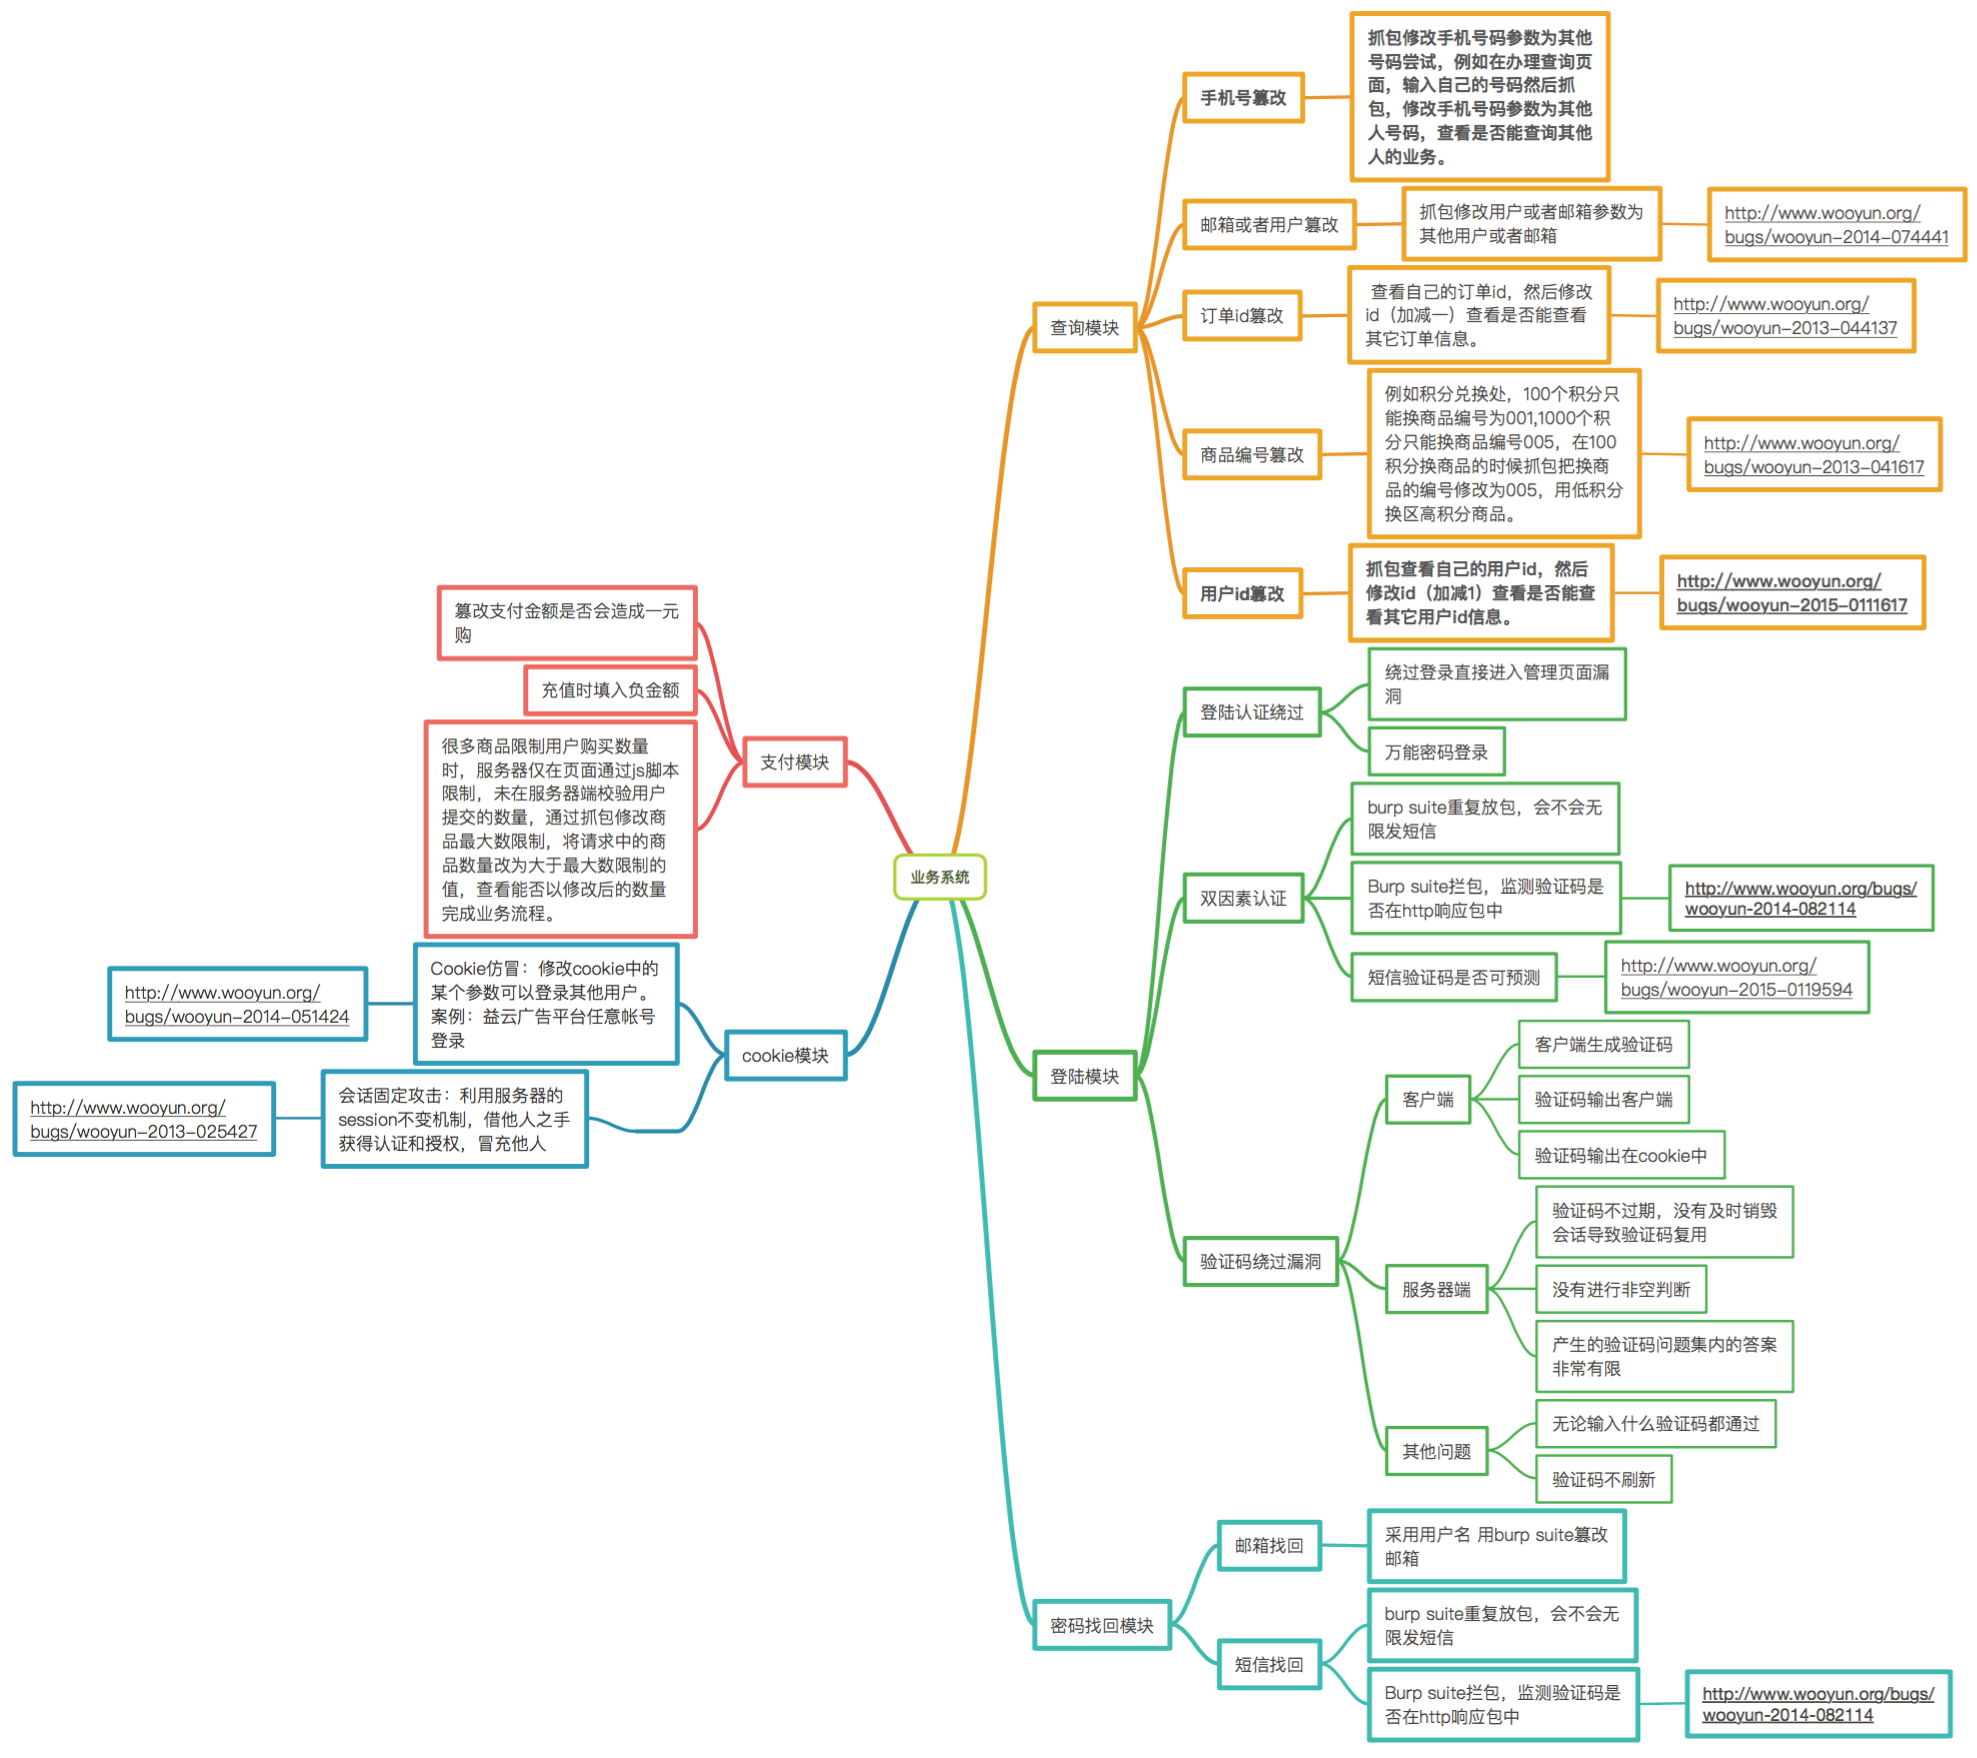 业务系统
查询模块
手机号篡改
抓包修改手机号码参数为其他
号码尝试，例如在办理查询页
面，输入自己的号码然后抓
包，修改手机号码参数为其他
人号码，查看是否能查询其他
人的业务。
邮箱或者用户篡改
抓包修改用户或者邮箱参数为
其他用户或者邮箱
http://www.wooyun.org/
bugs/wooyun-2014-074441
订单id篡改
查看自己的订单id，然后修改
id（加减一）查看是否能查看
其它订单信息。
http://www.wooyun.org/
bugs/wooyun-2013-044137
商品编号篡改
例如积分兑换处，100个积分只
能换商品编号为001,1000个积
分只能换商品编号005，在100
积分换商品的时候抓包把换商
品的编号修改为005，用低积分
换区高积分商品。
http://www.wooyun.org/
bugs/wooyun-2013-041617
用户id篡改
抓包查看自己的用户id，然后
修改id（加减1）查看是否能查
看其它用户id信息。
http://www.wooyun.org/
bugs/wooyun-2015-0111617
登陆模块
登陆认证绕过
绕过登录直接进入管理页面漏
洞
万能密码登录
双因素认证
burp suite重复放包，会不会无
限发短信
Burp suite拦包，监测验证码是
否在http响应包中
http://www.wooyun.org/bugs/
wooyun-2014-082114
短信验证码是否可预测
http://www.wooyun.org/
bugs/wooyun-2015-0119594
验证码绕过漏洞
客户端
客户端生成验证码
验证码输出客户端
验证码输出在cookie中
服务器端
验证码不过期，没有及时销毁
会话导致验证码复用
没有进行非空判断
产生的验证码问题集内的答案
非常有限
其他问题
无论输入什么验证码都通过
验证码不刷新
密码找回模块
邮箱找回
采用用户名 用burp suite篡改
邮箱
短信找回
burp suite重复放包，会不会无
限发短信
Burp suite拦包，监测验证码是
否在http响应包中
http://www.wooyun.org/bugs/
wooyun-2014-082114
支付模块
篡改支付金额是否会造成一元
购
充值时填入负金额
很多商品限制用户购买数量
时，服务器仅在页面通过js脚本
限制，未在服务器端校验用户
提交的数量，通过抓包修改商
品最大数限制，将请求中的商
品数量改为大于最大数限制的
值，查看能否以修改后的数量
完成业务流程。
cookie模块
Cookie仿冒：修改cookie中的
某个参数可以登录其他用户。
案例：益云广告平台任意帐号
登录
http://www.wooyun.org/
bugs/wooyun-2014-051424
会话固定攻击：利用服务器的
session不变机制，借他人之手
获得认证和授权，冒充他人
http://www.wooyun.org/
bugs/wooyun-2013-025427